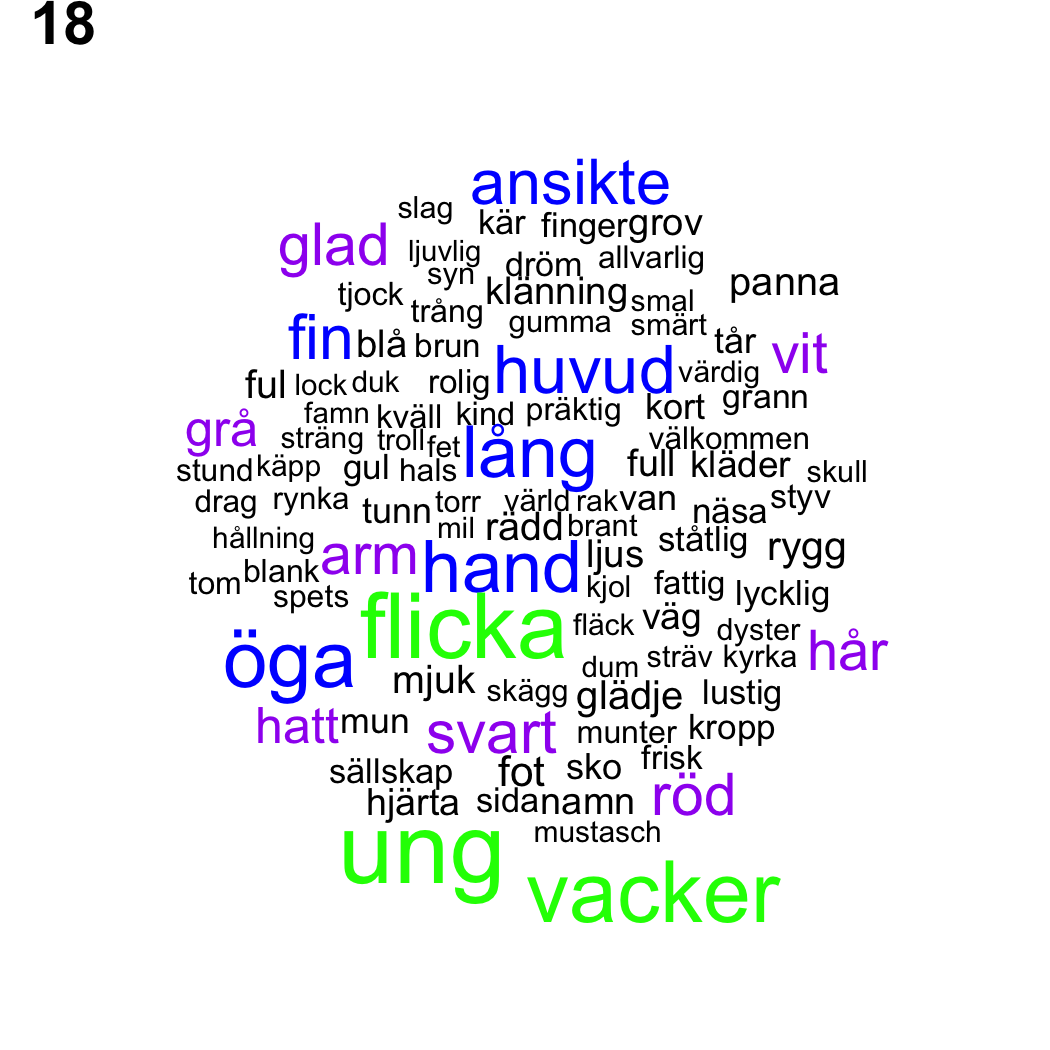 18
ansikte
slag kär finger grov
glad ljuvlig dröm allvarlig
syn panna
tjock trång klänning smal
fin blå brun gumma smärt tår vit
ful lock duk rolig huvud värdig grann
grå famn kväll kind präktig kort
sträng troll fet lång välkommen
stund käpp gul hals full kläder skull
drag rynka tunn torr värld rak van näsa styv
hållning mil rädd brant ståtlig rygg
tom blank arm hand ljus
spets kjol fattig lycklig
flicka fläck väg dyster
öga dum sträv kyrka hår
mjuk skägg glädje lustig
hatt mun svart munter kropp
sällskap fot sko frisk
hjärta sida namn röd
ung mustasch
vacker